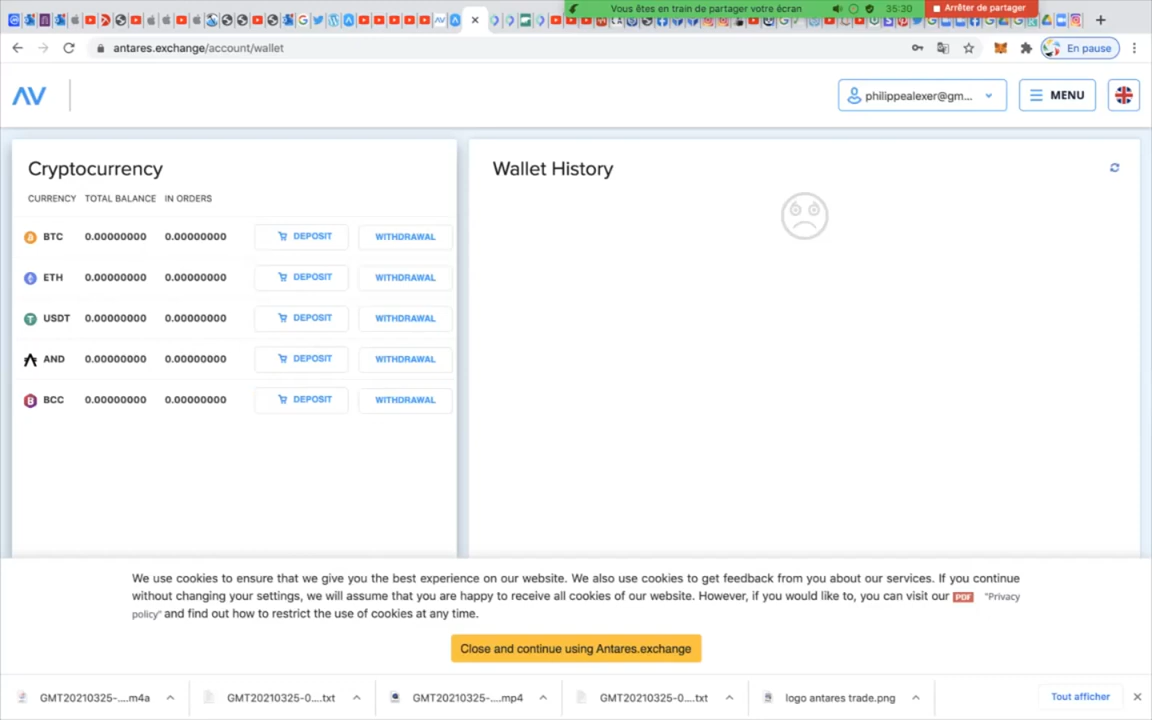 Vous êtes en train de partager votre écran
35:30
Arrêter de partager
antares.exchange/account/wallet
En pause
AV
philippealexer@gm...
MENU
Cryptocurrency
CURRENCY TOTAL BALANCE IN ORDERS
BTC 0.00000000 0.00000000 DEPOSIT WITHDRAWAL
ETH 0.00000000 0.00000000 DEPOSIT WITHDRAWAL
USDT 0.00000000 0.00000000 DEPOSIT WITHDRAWAL
AND 0.00000000 0.00000000 DEPOSIT WITHDRAWAL
BCC 0.00000000 0.00000000 DEPOSIT WITHDRAWAL
Wallet History
We use cookies to ensure that we give you the best experience on our website. We also use cookies to get feedback from you about our services. If you continue
without changing your settings, we will assume that you are happy to receive all cookies of our website. However, if you would like to, you can visit our PDF "Privacy
policy" and find out how to restrict the use of cookies at any time.
Close and continue using Antares.exchange
GMT20210325-....m4a
GMT20210325-0....txt
GMT20210325-....mp4
GMT20210325-0....txt
logo antares trade.png
Tout afficher